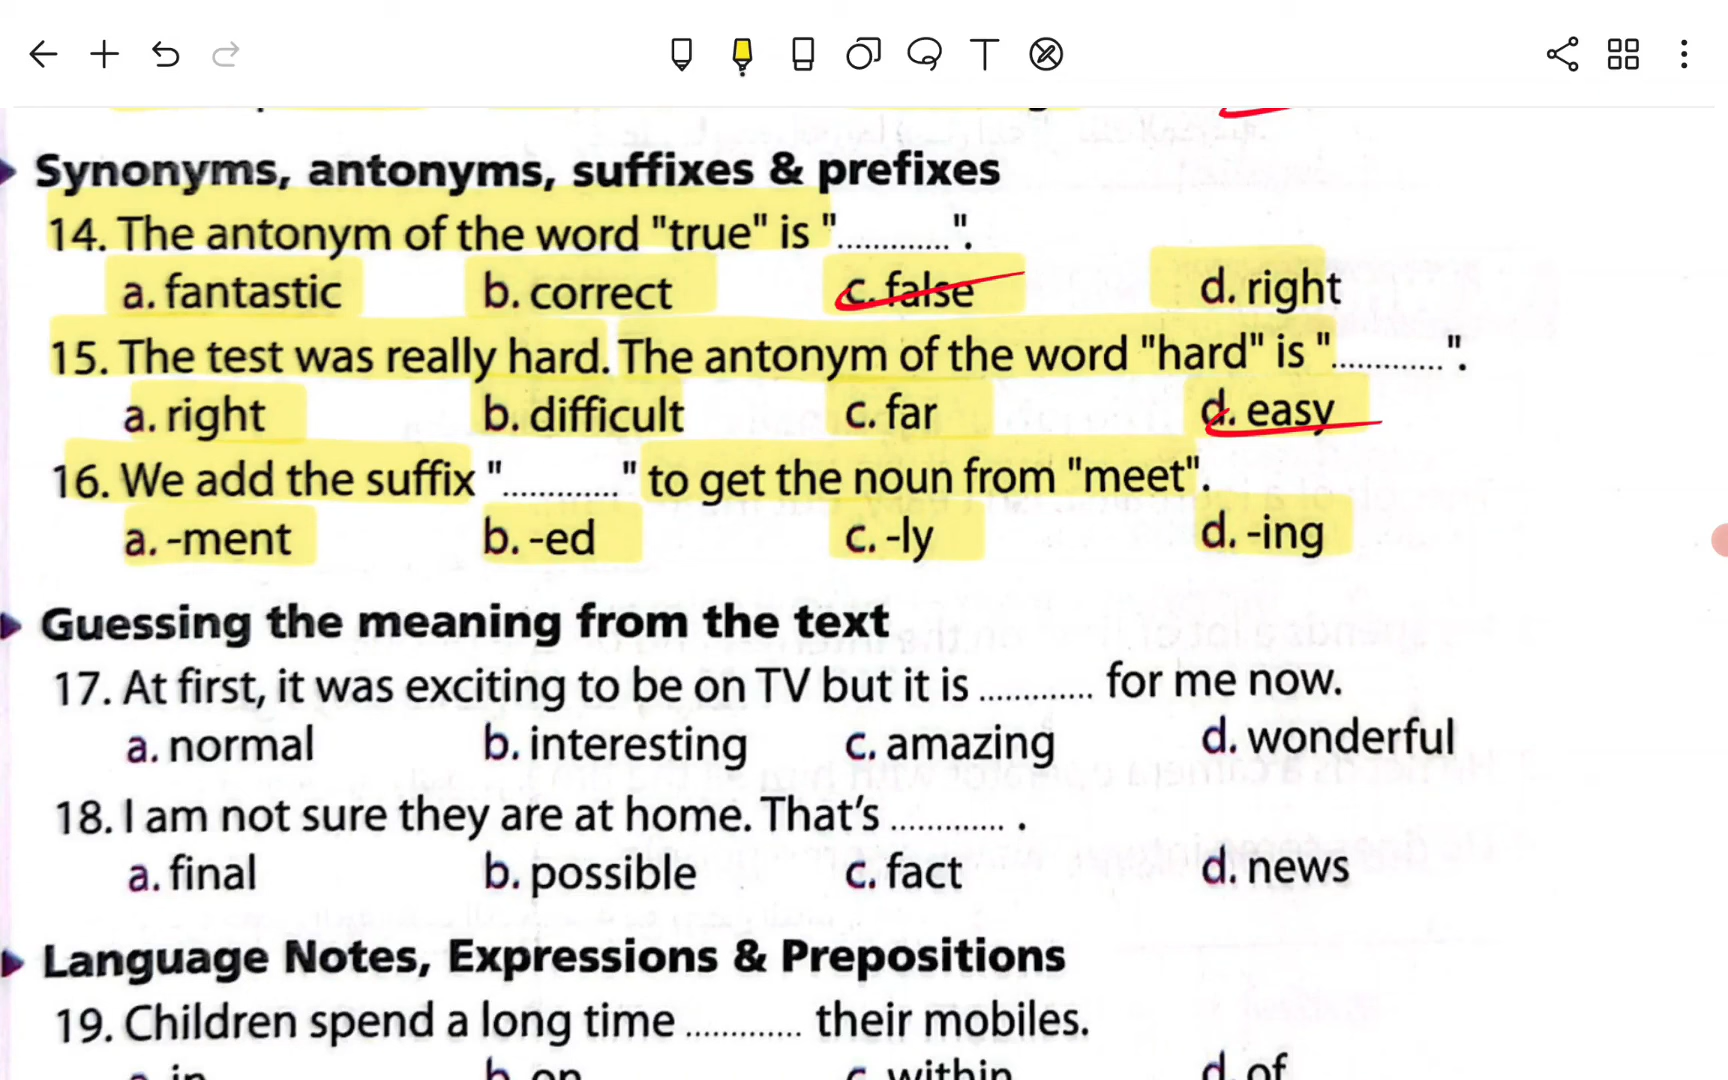 Synonyms, antonyms, suffixes & prefixes
14. The antonym of the word "true" is ".............".
a. fantastic b. correct c. false d. right
15. The test was really hard. The antonym of the word "hard" is ".............".
a. right b. difficult c. far d. easy
16. We add the suffix "............." to get the noun from "meet".
a. -ment b. -ed c. -ly d. -ing
Guessing the meaning from the text
17. At first, it was exciting to be on TV but it is ............. for me now.
a. normal b. interesting c. amazing d. wonderful
18. I am not sure they are at home. That's ............. .
a. final b. possible c. fact d. news
Language Notes, Expressions & Prepositions
19. Children spend a long time ............. their mobiles.
a. in b. on c. within d. of